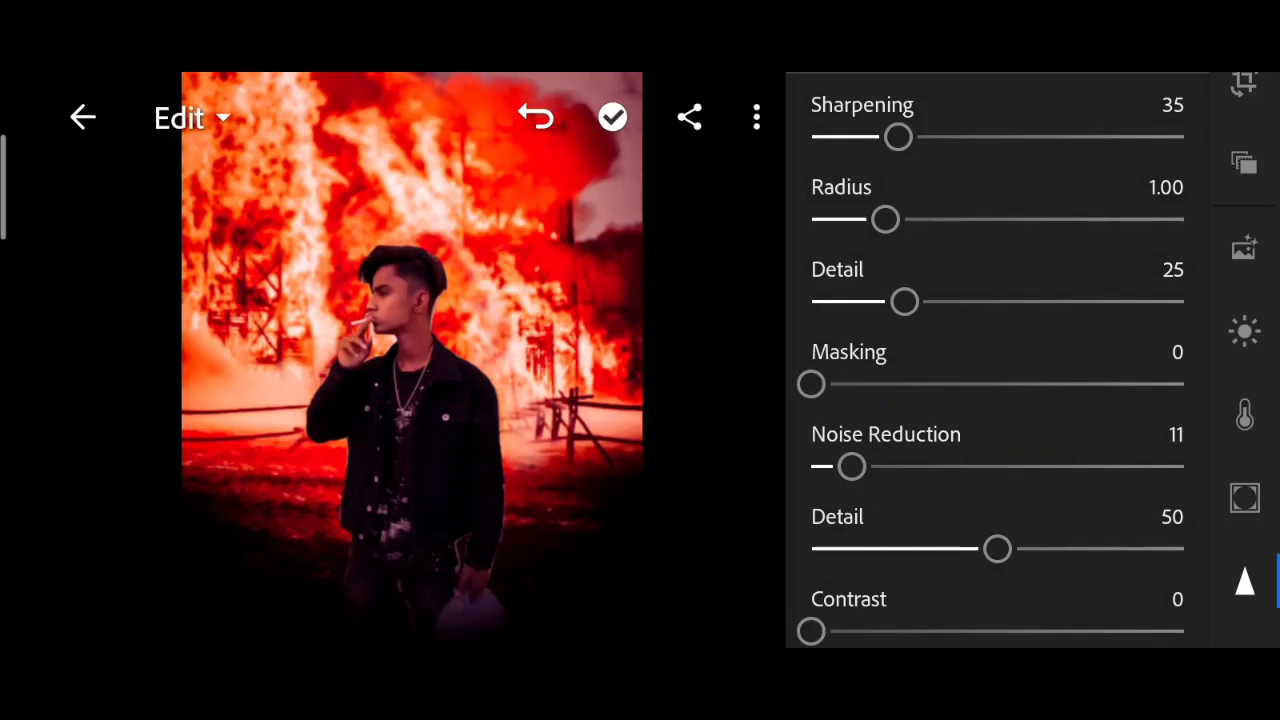 Edit
Sharpening 35
Radius 1.00
Detail 25
Masking 0
Noise Reduction 11
Detail 50
Contrast 0